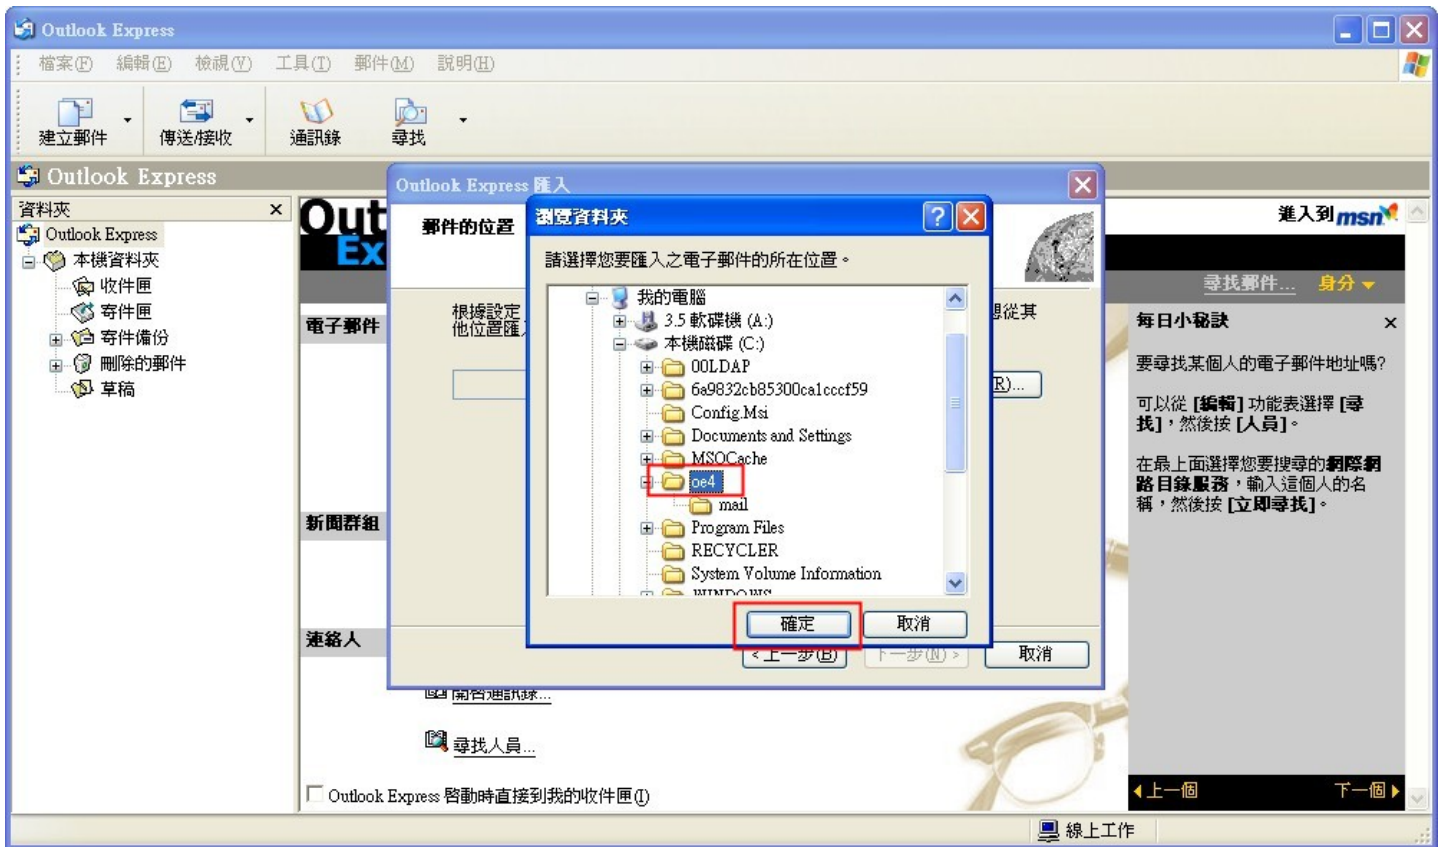 Outlook Express
檔案(F) 編輯(E) 檢視(V) 工具(T) 郵件(M) 說明(H)
建立郵件 傳送/接收 通訊錄 尋找
Outlook Express
資料夾
Outlook Express
本機資料夾
收件匣
寄件匣
寄件備份
刪除的郵件
草稿
Out
Ex
進入到 msn
尋找郵件... 身分
電子郵件
新聞群組
連絡人
開啟通訊錄...
尋找人員...
Outlook Express 啟動時直接到我的收件匣(I)
Outlook Express 匯入
郵件的位置
根據設定
想從其
他位置匯入
(R)...
<上一步(B) 下一步(N) > 取消
瀏覽資料夾
請選擇您要匯入之電子郵件的所在位置。
我的電腦
3.5 軟碟機 (A:)
本機磁碟 (C:)
00LDAP
6a9832cb85300ca1cccf59
Config.Msi
Documents and Settings
MSOCache
oe4
mail
Program Files
RECYCLER
System Volume Information
WINDOWS
確定 取消
每日小秘訣
要尋找某個人的電子郵件地址嗎?
可以從 [編輯] 功能表選擇 [尋
找]，然後按 [人員]。
在最上面選擇您要搜尋的網際網
路目錄服務，輸入這個人的名
稱，然後按 [立即尋找]。
上一個 下一個
線上工作